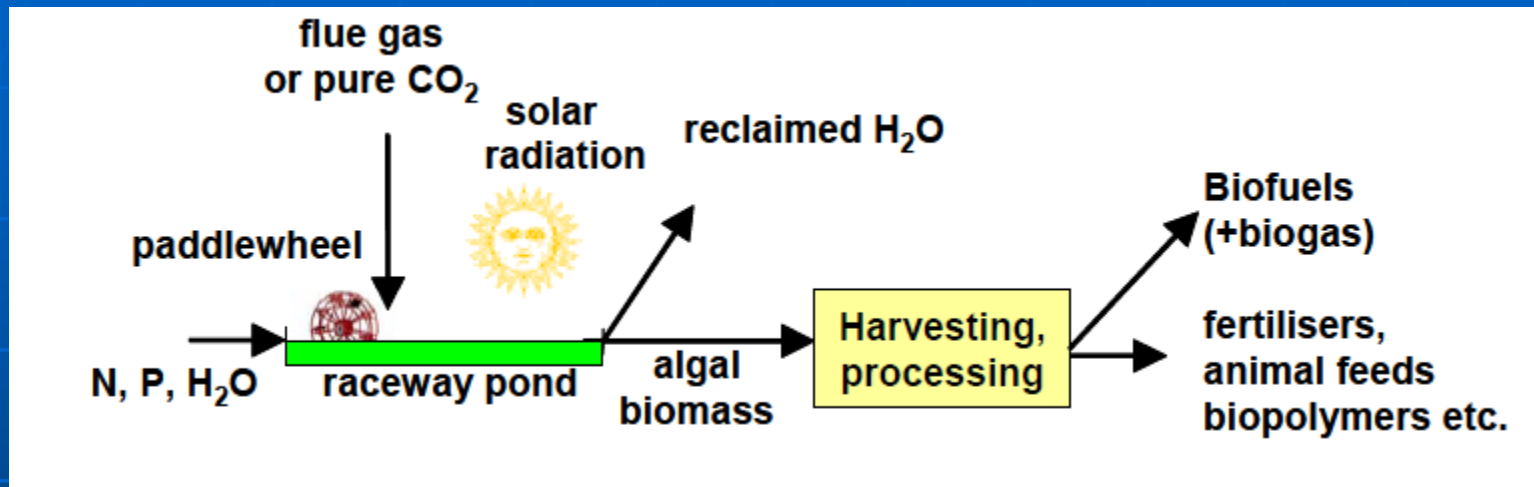 flue gas
or pure CO₂
solar
radiation
reclaimed H₂O
paddlewheel
N, P, H₂O
raceway pond
algal
biomass
Harvesting,
processing
Biofuels
(+biogas)
fertilisers,
animal feeds
biopolymers etc.